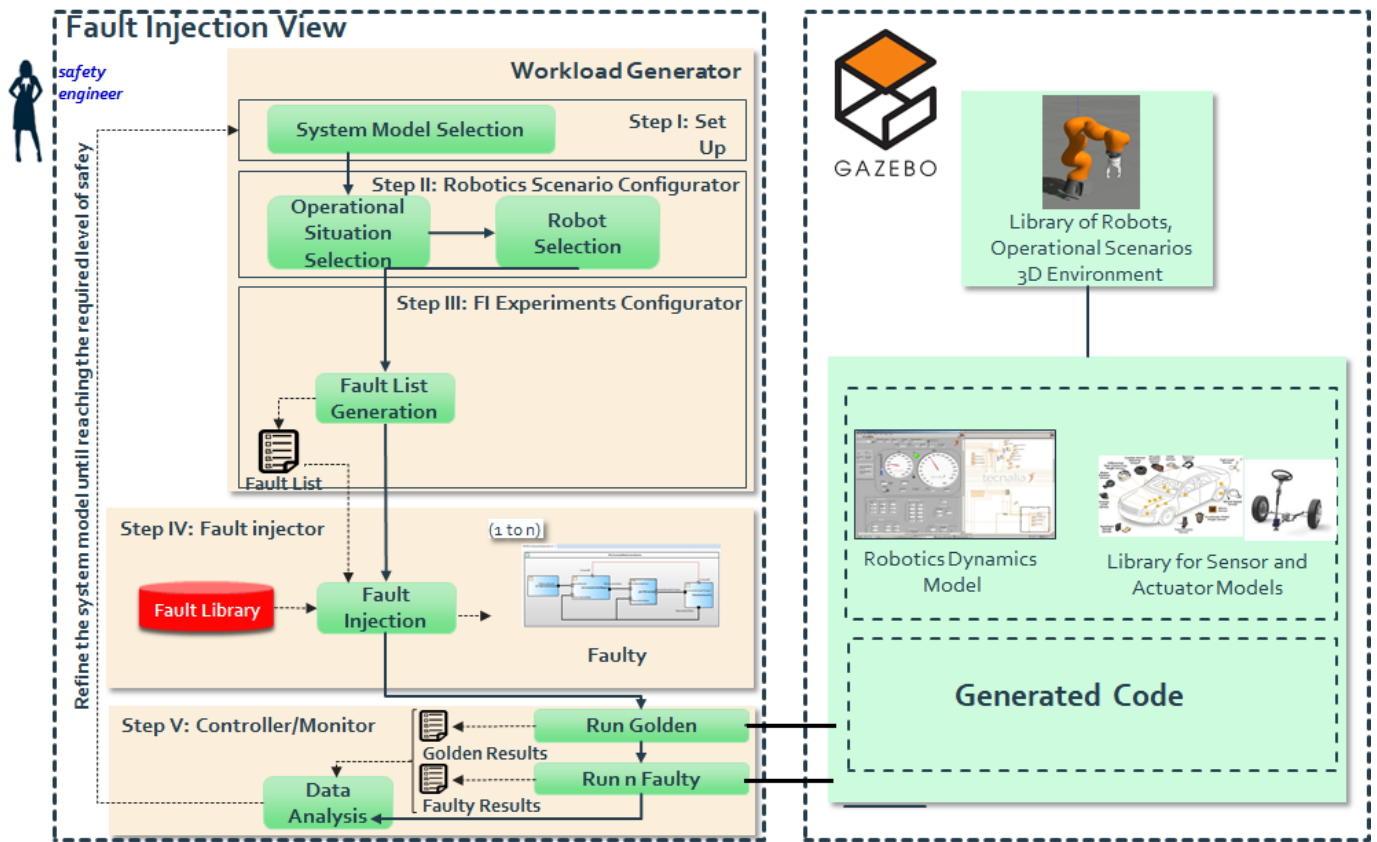 Fault Injection View
safety
engineer
Workload Generator
System Model Selection
Step I: Set
Up
Step II: Robotics Scenario Configurator
Operational
Situation
Selection
Robot
Selection
Step III: FI Experiments Configurator
Fault List
Generation
Fault List
Refine the system model until reaching the required level of safey
Step IV: Fault injector
(1 to n)
Fault Library
Fault
Injection
Faulty
Step V: Controller/Monitor
Run Golden
Golden Results
Run n Faulty
Faulty Results
Data
Analysis
GAZEBO
Library of Robots,
Operational Scenarios
3D Environment
tecnalia
Robotics Dynamics
Model
Library for Sensor and
Actuator Models
Generated Code